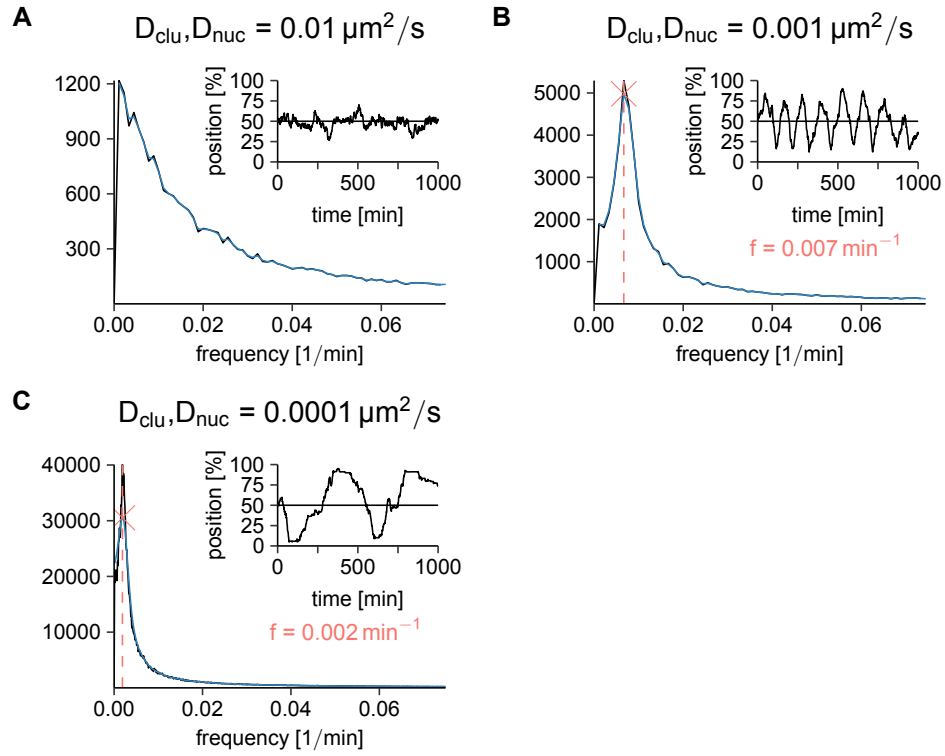 A
D_clu,D_nuc = 0.01 µm²/s
1200
900
600
300
0.00 0.02 0.04 0.06
frequency [1/min]
position [%]
100
75
50
25
0
0 500 1000
time [min]
B
D_clu,D_nuc = 0.001 µm²/s
5000
4000
3000
2000
1000
0.00 0.02 0.04 0.06
frequency [1/min]
position [%]
100
75
50
25
0
0 500 1000
time [min]
f = 0.007 min⁻¹
C
D_clu,D_nuc = 0.0001 µm²/s
40000
30000
20000
10000
0.00 0.02 0.04 0.06
frequency [1/min]
position [%]
100
75
50
25
0
0 500 1000
time [min]
f = 0.002 min⁻¹